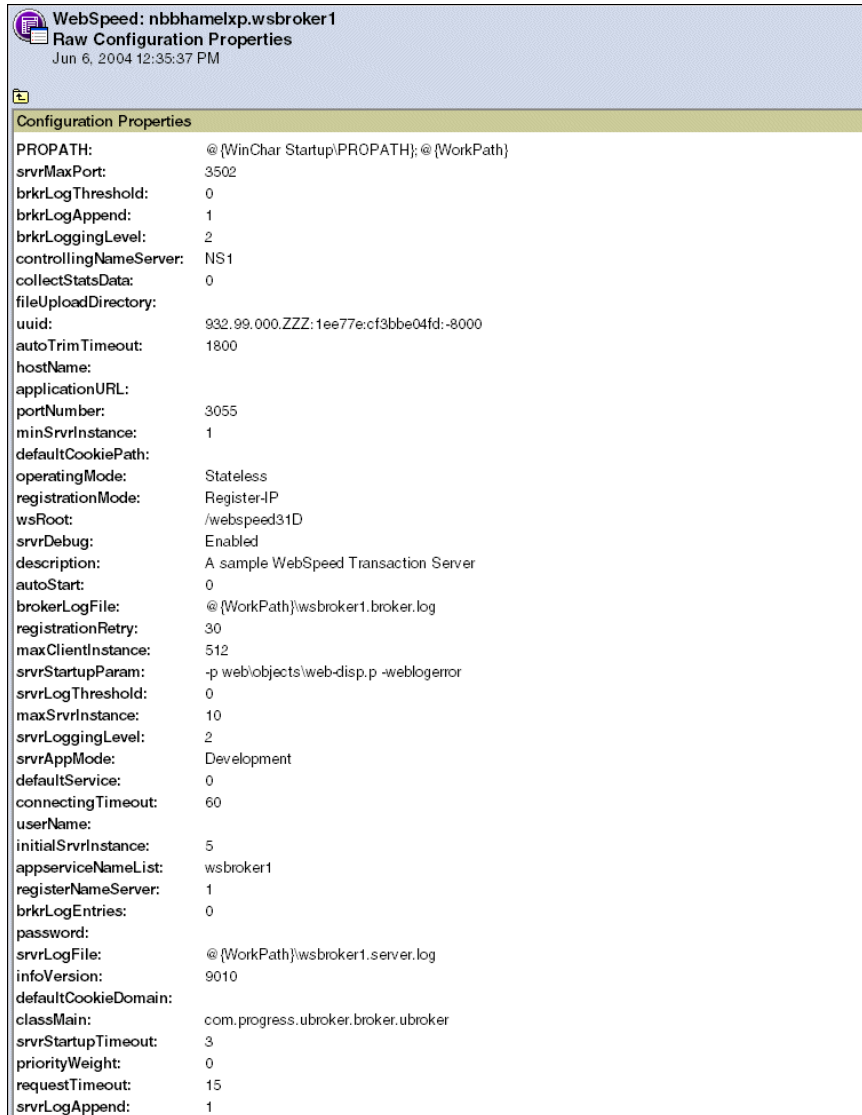 WebSpeed: nbbhamelxp.wsbroker1
Raw Configuration Properties
Jun 6, 2004 12:35:37 PM
Configuration Properties
PROPATH: @{WinChar Startup\PROPATH};@{WorkPath}
srvrMaxPort: 3502
brkrLogThreshold: 0
brkrLogAppend: 1
brkrLoggingLevel: 2
controllingNameServer: NS1
collectStatsData: 0
fileUploadDirectory:
uuid: 932.99.000.ZZZ:1ee77e:cf3bbe04fd:-8000
autoTrimTimeout: 1800
hostName:
applicationURL:
portNumber: 3055
minSrvrInstance: 1
defaultCookiePath:
operatingMode: Stateless
registrationMode: Register-IP
wsRoot: /webspeed31D
srvrDebug: Enabled
description: A sample WebSpeed Transaction Server
autoStart: 0
brokerLogFile: @{WorkPath}\wsbroker1.broker.log
registrationRetry: 30
maxClientInstance: 512
srvrStartupParam: -p web\objects\web-disp.p -weblogerror
srvrLogThreshold: 0
maxSrvrInstance: 10
srvrLoggingLevel: 2
srvrAppMode: Development
defaultService: 0
connectingTimeout: 60
userName:
initialSrvrInstance: 5
appserviceNameList: wsbroker1
registerNameServer: 1
brkrLogEntries: 0
password:
srvrLogFile: @{WorkPath}\wsbroker1.server.log
infoVersion: 9010
defaultCookieDomain:
classMain: com.progress.ubroker.broker.ubroker
srvrStartupTimeout: 3
priorityWeight: 0
requestTimeout: 15
srvrLogAppend: 1